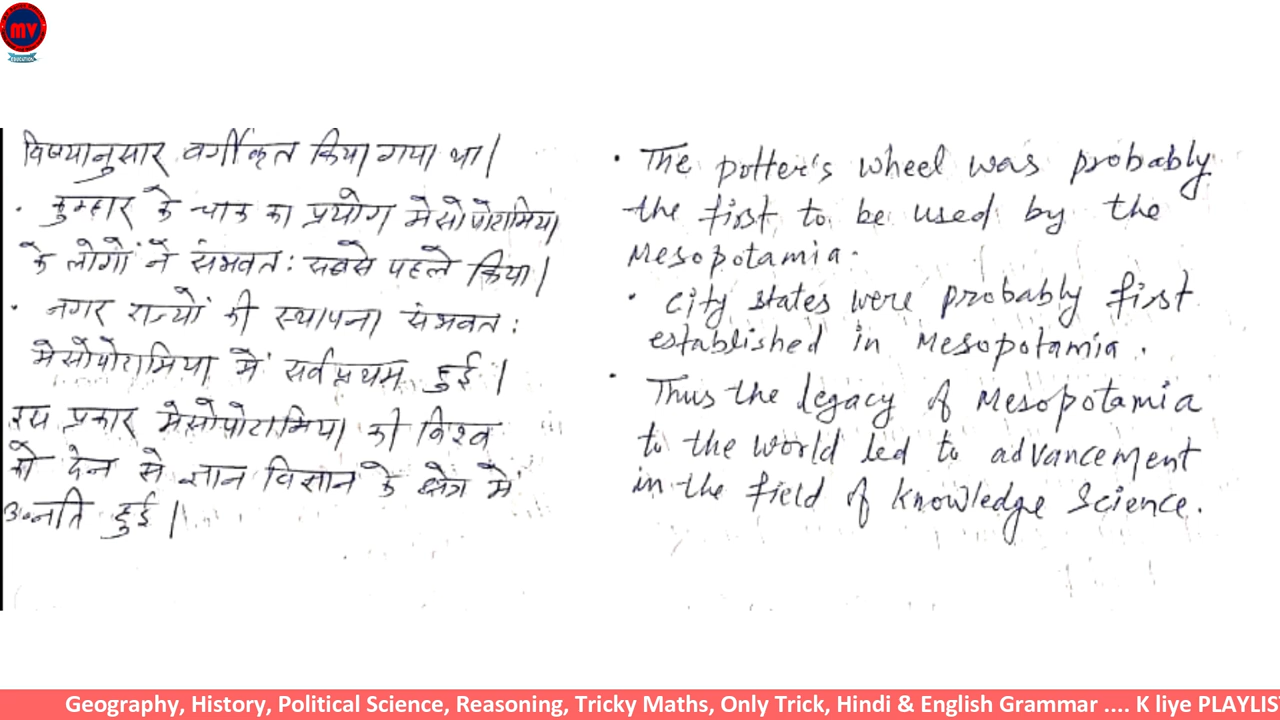 mv
EDUCATION
विषयानुसार वर्गीकृत किया गया था।
· कुम्हार के चाक का प्रयोग मेसोपोटामिया
के लोगों ने संभवत: सबसे पहले किया।
· नगर राज्यों की स्थापना संभवत:
मेसोपोटामिया में सर्वप्रथम हुई।
इस प्रकार मेसोपोटामिया की विश्व
को देन से ज्ञान विज्ञान के क्षेत्र में
उन्नति हुई।
· The potter's wheel was probably
the first to be used by the
Mesopotamia.
· City states were probably first
established in Mesopotamia.
· Thus the legacy of Mesopotamia
to the world led to advancement
in the field of knowledge Science.
Geography, History, Political Science, Reasoning, Tricky Maths, Only Trick, Hindi & English Grammar .... K liye PLAYLIS